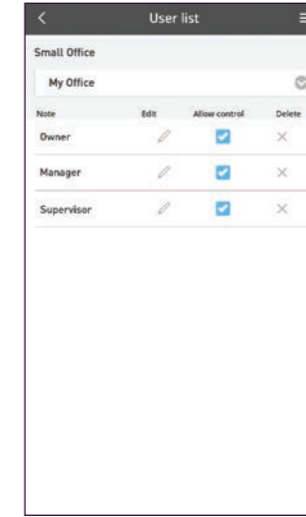 User list
Small Office
My Office
Note Edit Allow control Delete
Owner
Manager
Supervisor